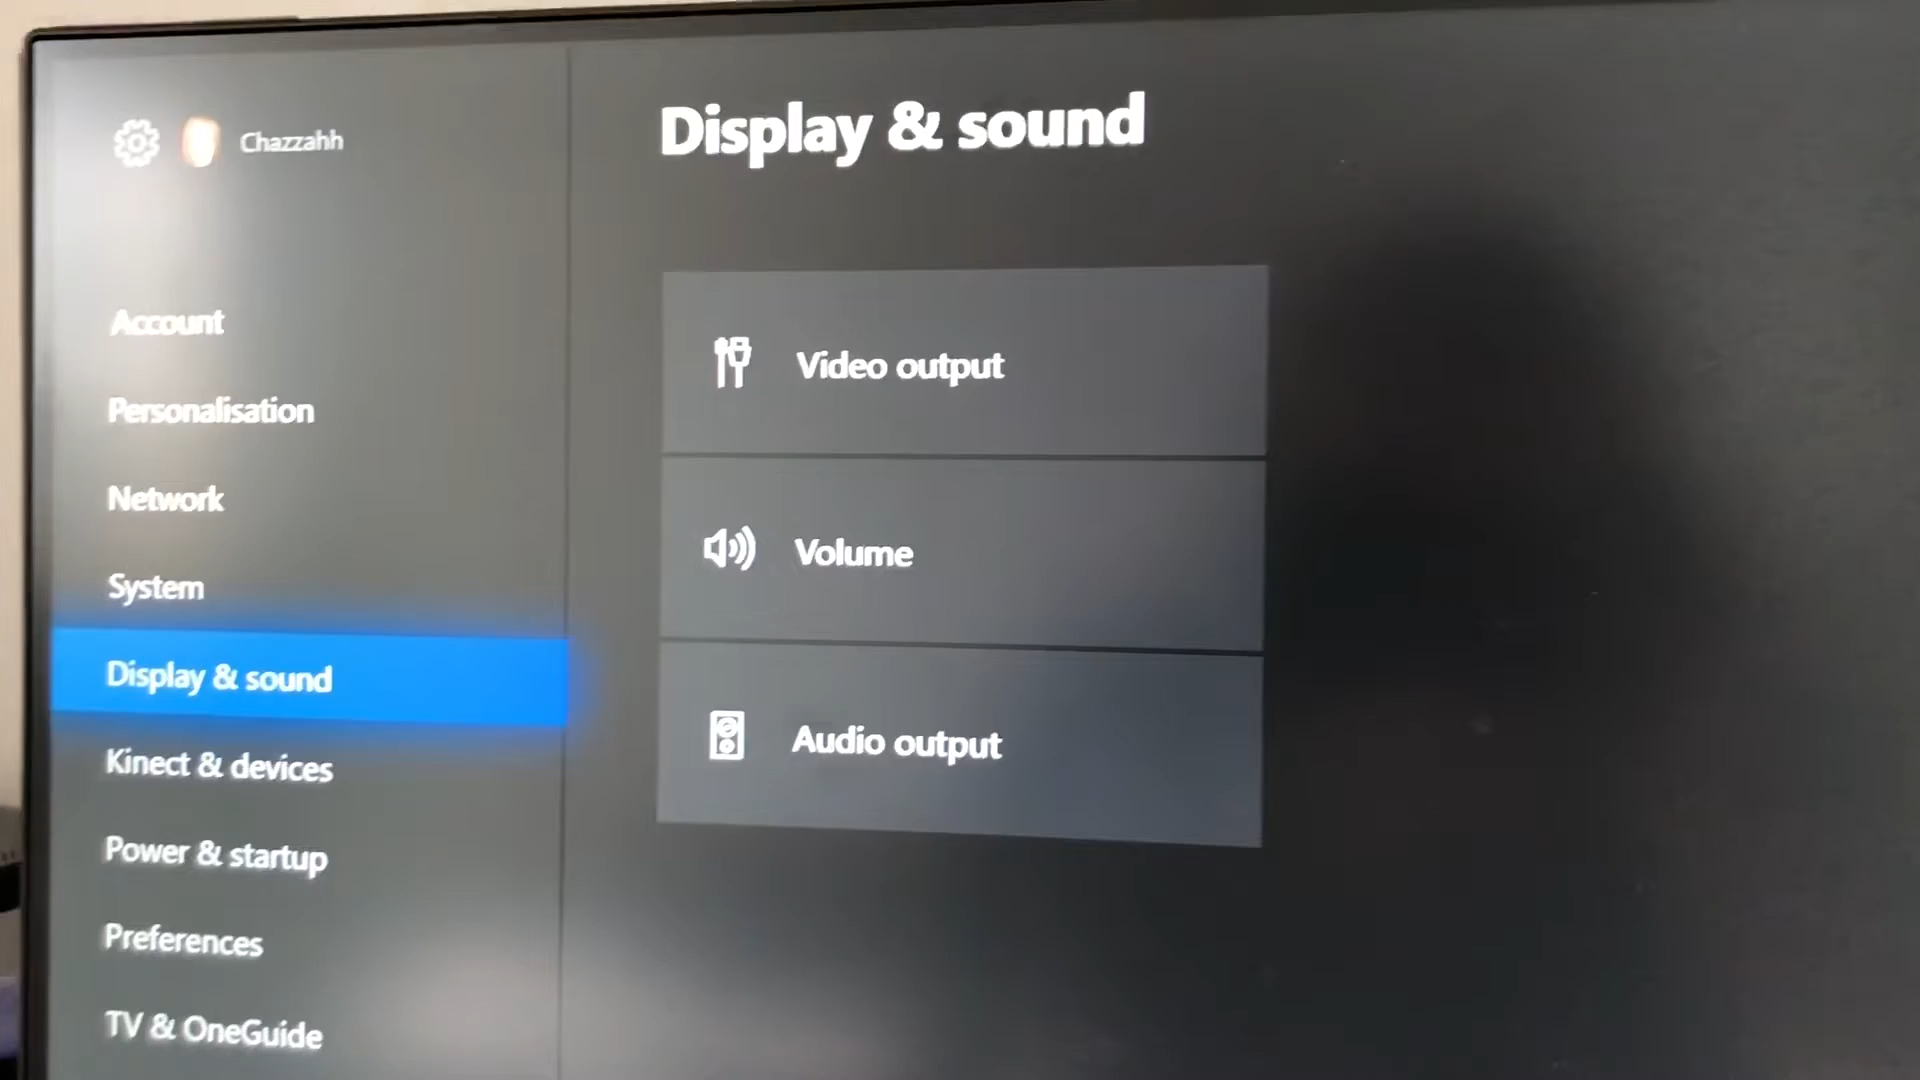 Chazzahh
Account
Personalisation
Network
System
Display & sound
Kinect & devices
Power & startup
Preferences
TV & OneGuide
Display & sound
Video output
Volume
Audio output